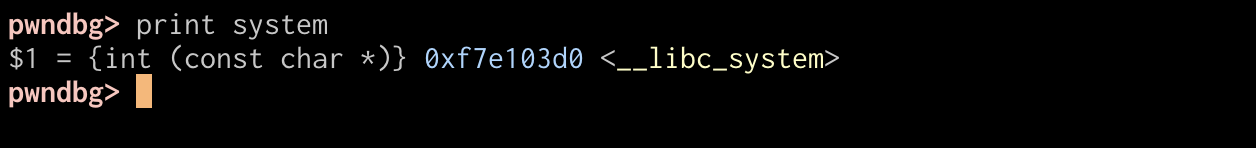 pwndbg> print system
$1 = {int (const char *)} 0xf7e103d0 <__libc_system>
pwndbg>